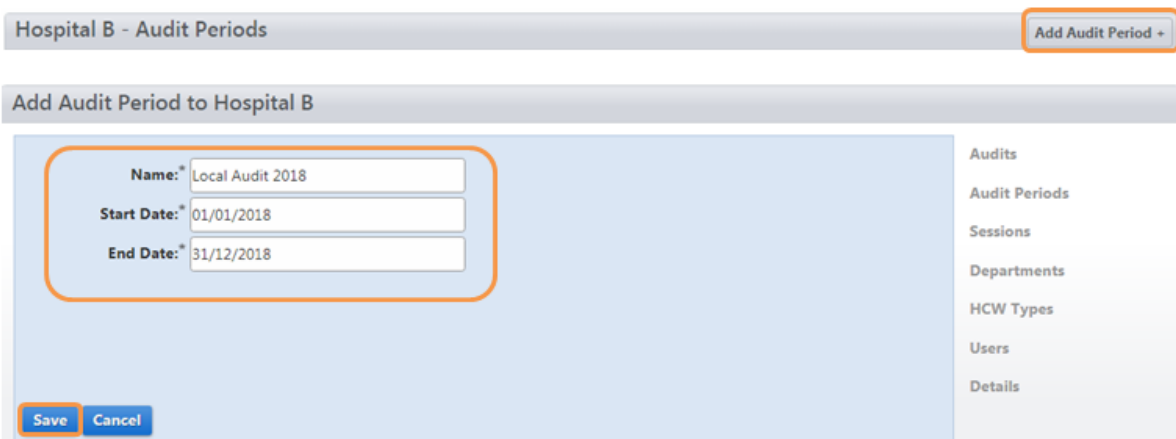 Hospital B - Audit Periods
Add Audit Period +
Add Audit Period to Hospital B
Name:* Local Audit 2018
Start Date:* 01/01/2018
End Date:* 31/12/2018
Audits
Audit Periods
Sessions
Departments
HCW Types
Users
Details
Save Cancel